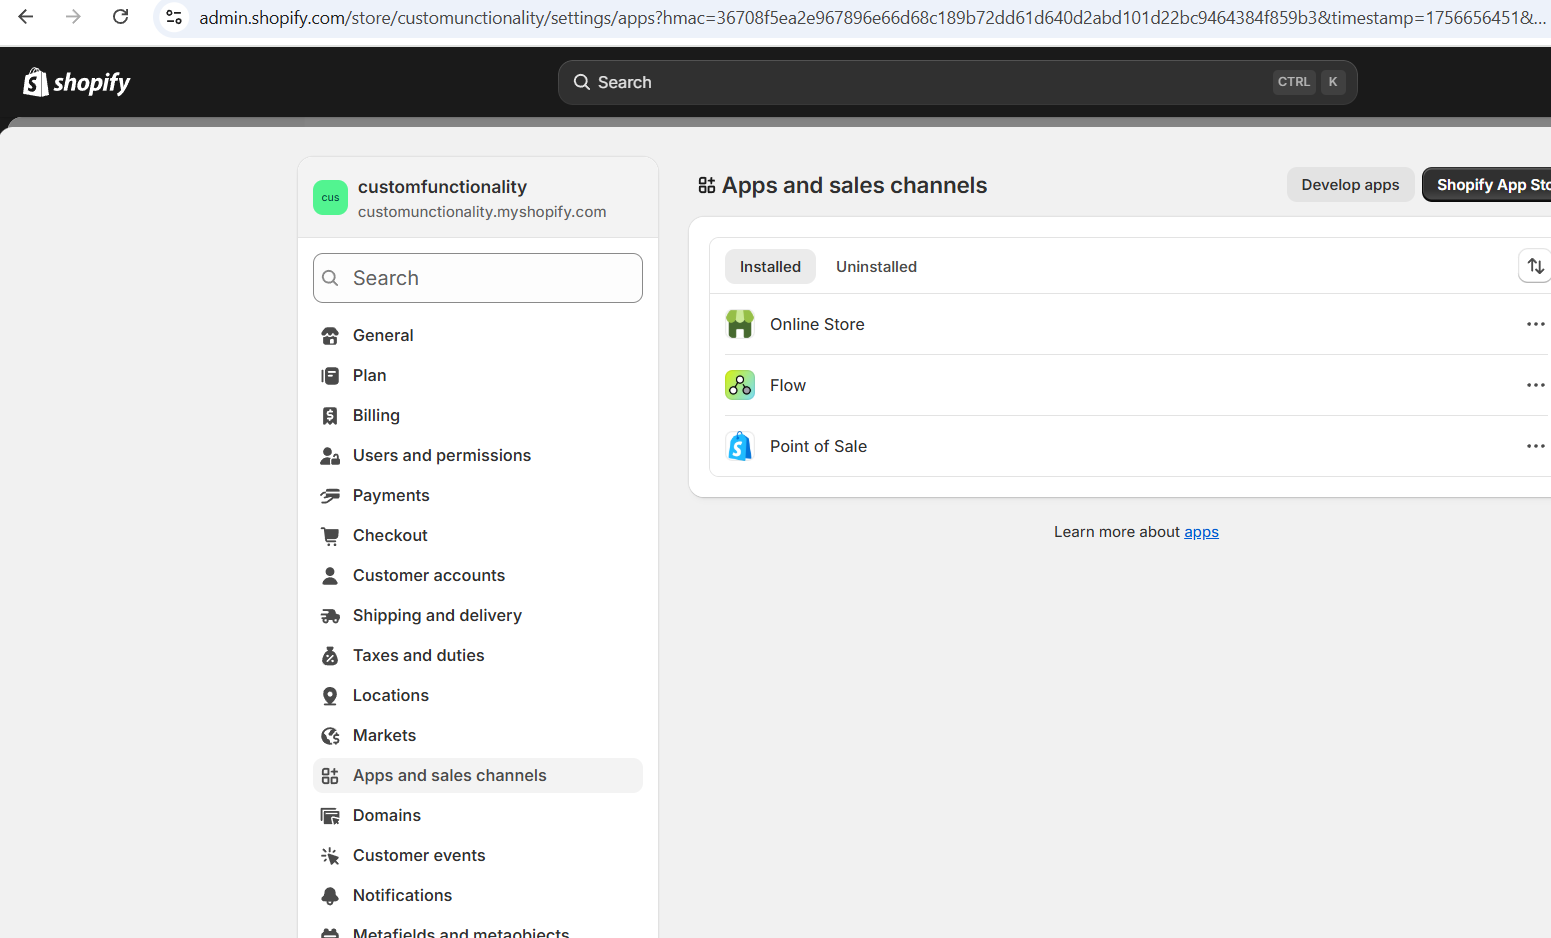 admin.shopify.com/store/customunctionality/settings/apps?hmac=36708f5ea2e967896e66d68c189b72dd61d640d2abd101d22bc9464384f859b3&timestamp=1756656451&...
shopify
Search
CTRL K
cus
customfunctionality
customunctionality.myshopify.com
Search
General
Plan
Billing
Users and permissions
Payments
Checkout
Customer accounts
Shipping and delivery
Taxes and duties
Locations
Markets
Apps and sales channels
Domains
Customer events
Notifications
Metafields and metaobjects
Apps and sales channels
Develop apps
Shopify App Sto
Installed Uninstalled
Online Store
Flow
Point of Sale
Learn more about apps